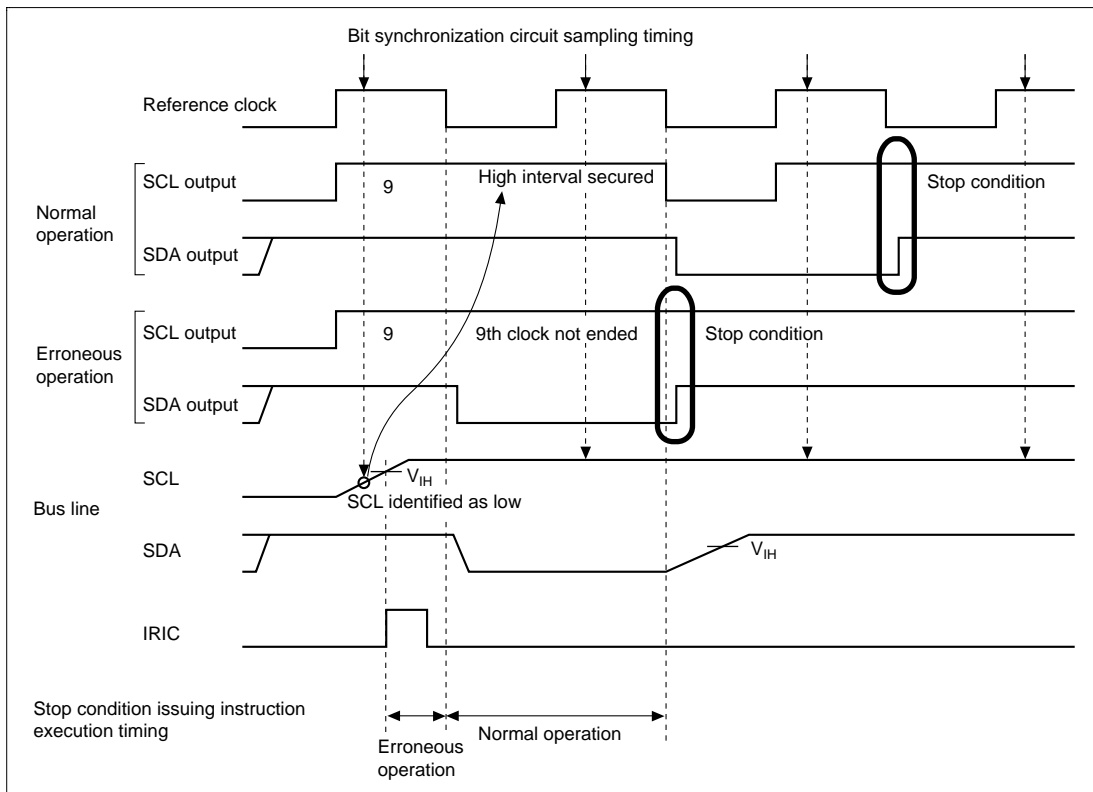 Bit synchronization circuit sampling timing
Reference clock
Normal operation
SCL output
9
High interval secured
Stop condition
SDA output
Erroneous operation
SCL output
9
9th clock not ended
Stop condition
SDA output
Bus line
SCL
VIH
SCL identified as low
SDA
VIH
IRIC
Stop condition issuing instruction
execution timing
Erroneous
operation
Normal operation